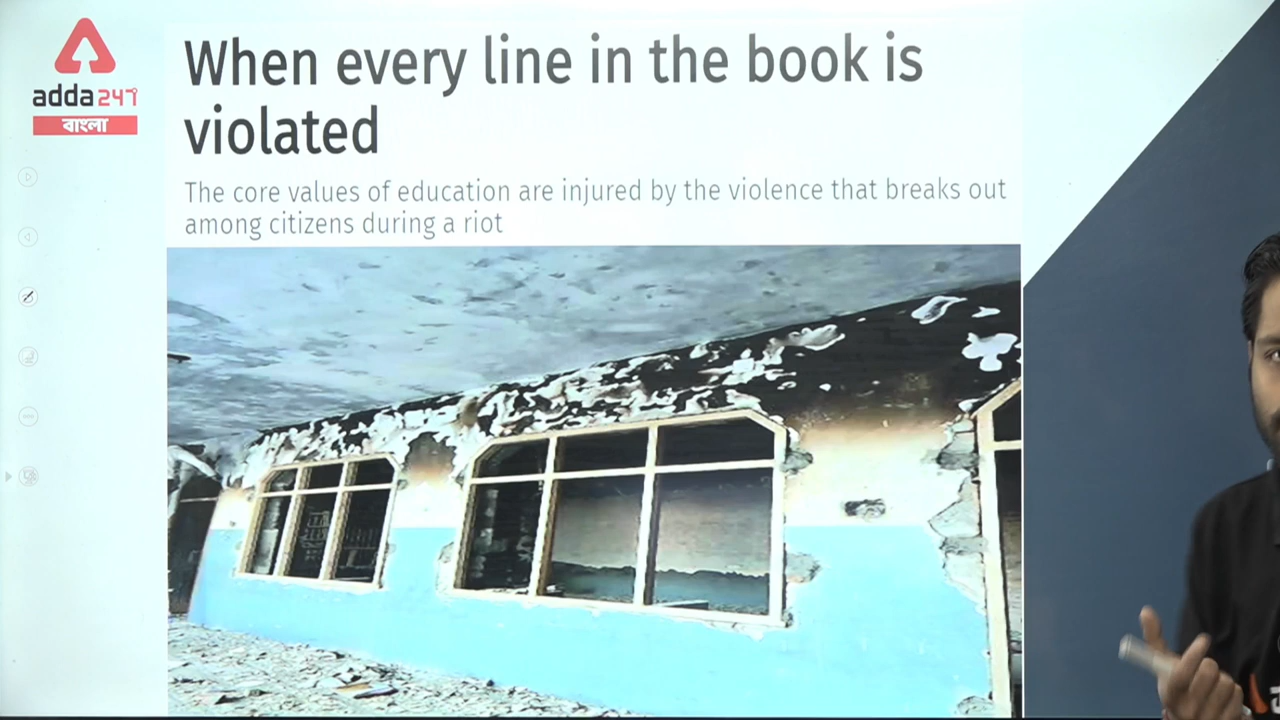 adda247
বাংলা
When every line in the book is
violated
The core values of education are injured by the violence that breaks out
among citizens during a riot